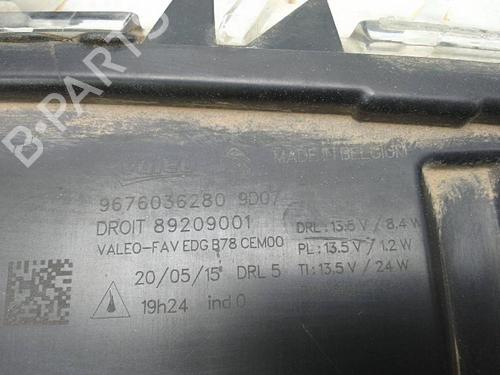 B-PARTS
Valeo
MADE IN BELGIUM
9676036280 9D07
DROIT 89209001
VALEO-FAV EDG B78 CEM00
DRL : 13.5 V / 8.4 W
PL : 13.5 V / 1.2 W
TI : 13.5 V / 24 W
20/05/15 DRL 5
19h24 ind 0